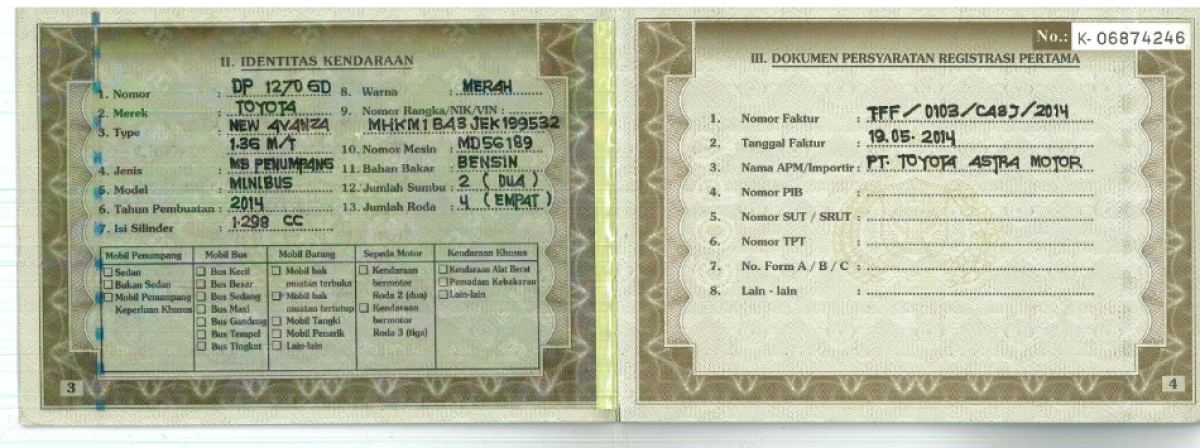 II. IDENTITAS KENDARAAN
1. Nomor : DP 1270 GD
2. Merek : TOYOTA
3. Type : NEW AVANZA
1.3G M/T
4. Jenis : MB PENUMPANG
5. Model : MINIBUS
6. Tahun Pembuatan : 2014
7. Isi Silinder : 1.298 CC
8. Warna : MERAH
9. Nomor Rangka/NIK/VIN :
MHKM1BA3JEK199532
10. Nomor Mesin : MD56189
11. Bahan Bakar : BENSIN
12. Jumlah Sumbu : 2 ( DUA )
13. Jumlah Roda : 4 ( EMPAT )
Mobil Penumpang
Sedan
Bukan Sedan
Mobil Penumpang
Keperluan Khusus
Mobil Bus
Bus Kecil
Bus Besar
Bus Sedang
Bus Maxi
Bus Gandeng
Bus Tempel
Bus Tingkat
Mobil Barang
Mobil bak
muatan terbuka
Mobil bak
muatan tertutup
Mobil Tangki
Mobil Penarik
Lain-lain
Sepeda Motor
Kendaraan
bermotor
Roda 2 (dua)
Kendaraan
bermotor
Roda 3 (tiga)
Kendaraan Khusus
Kendaraan Alat Berat
Pemadam Kebakaran
Lain-lain
3
No.: K- 06874246
III. DOKUMEN PERSYARATAN REGISTRASI PERTAMA
1. Nomor Faktur : FFF/0103/CABJ/2014
2. Tanggal Faktur : 19.05.2014
3. Nama APM/Importir : PT. TOYOTA ASTRA MOTOR
4. Nomor PIB :
5. Nomor SUT / SRUT :
6. Nomor TPT :
7. No. Form A / B / C :
8. Lain - lain :
4